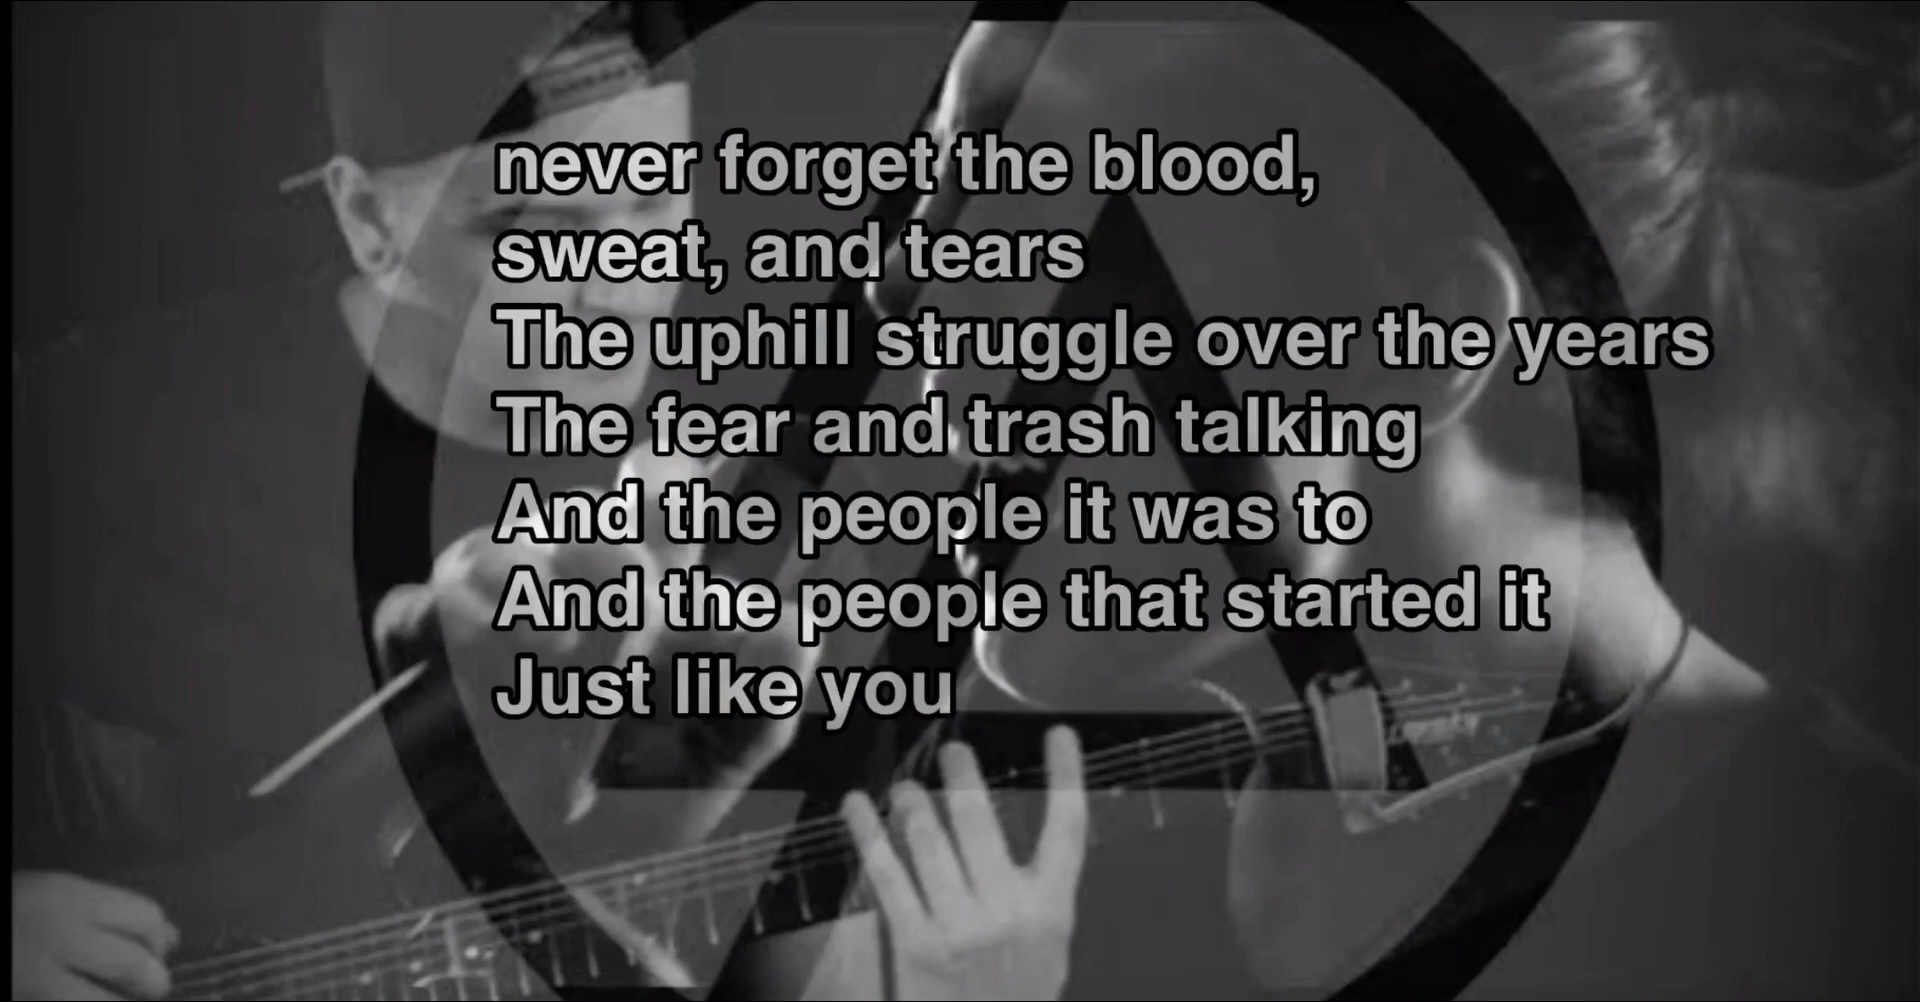 never forget the blood,
sweat, and tears
The uphill struggle over the years
The fear and trash talking
And the people it was to
And the people that started it
Just like you